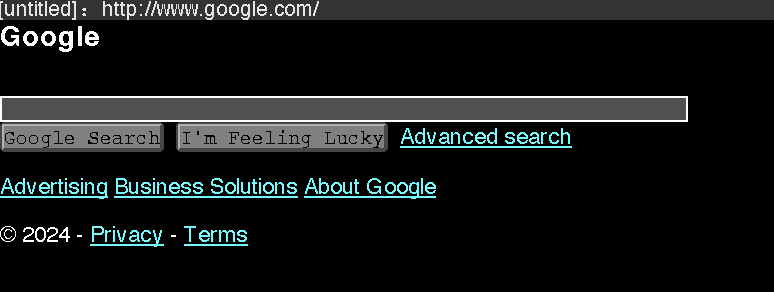 [untitled] : http://www.google.com/
Google
Google Search I'm Feeling Lucky Advanced search
Advertising Business Solutions About Google
© 2024 - Privacy - Terms